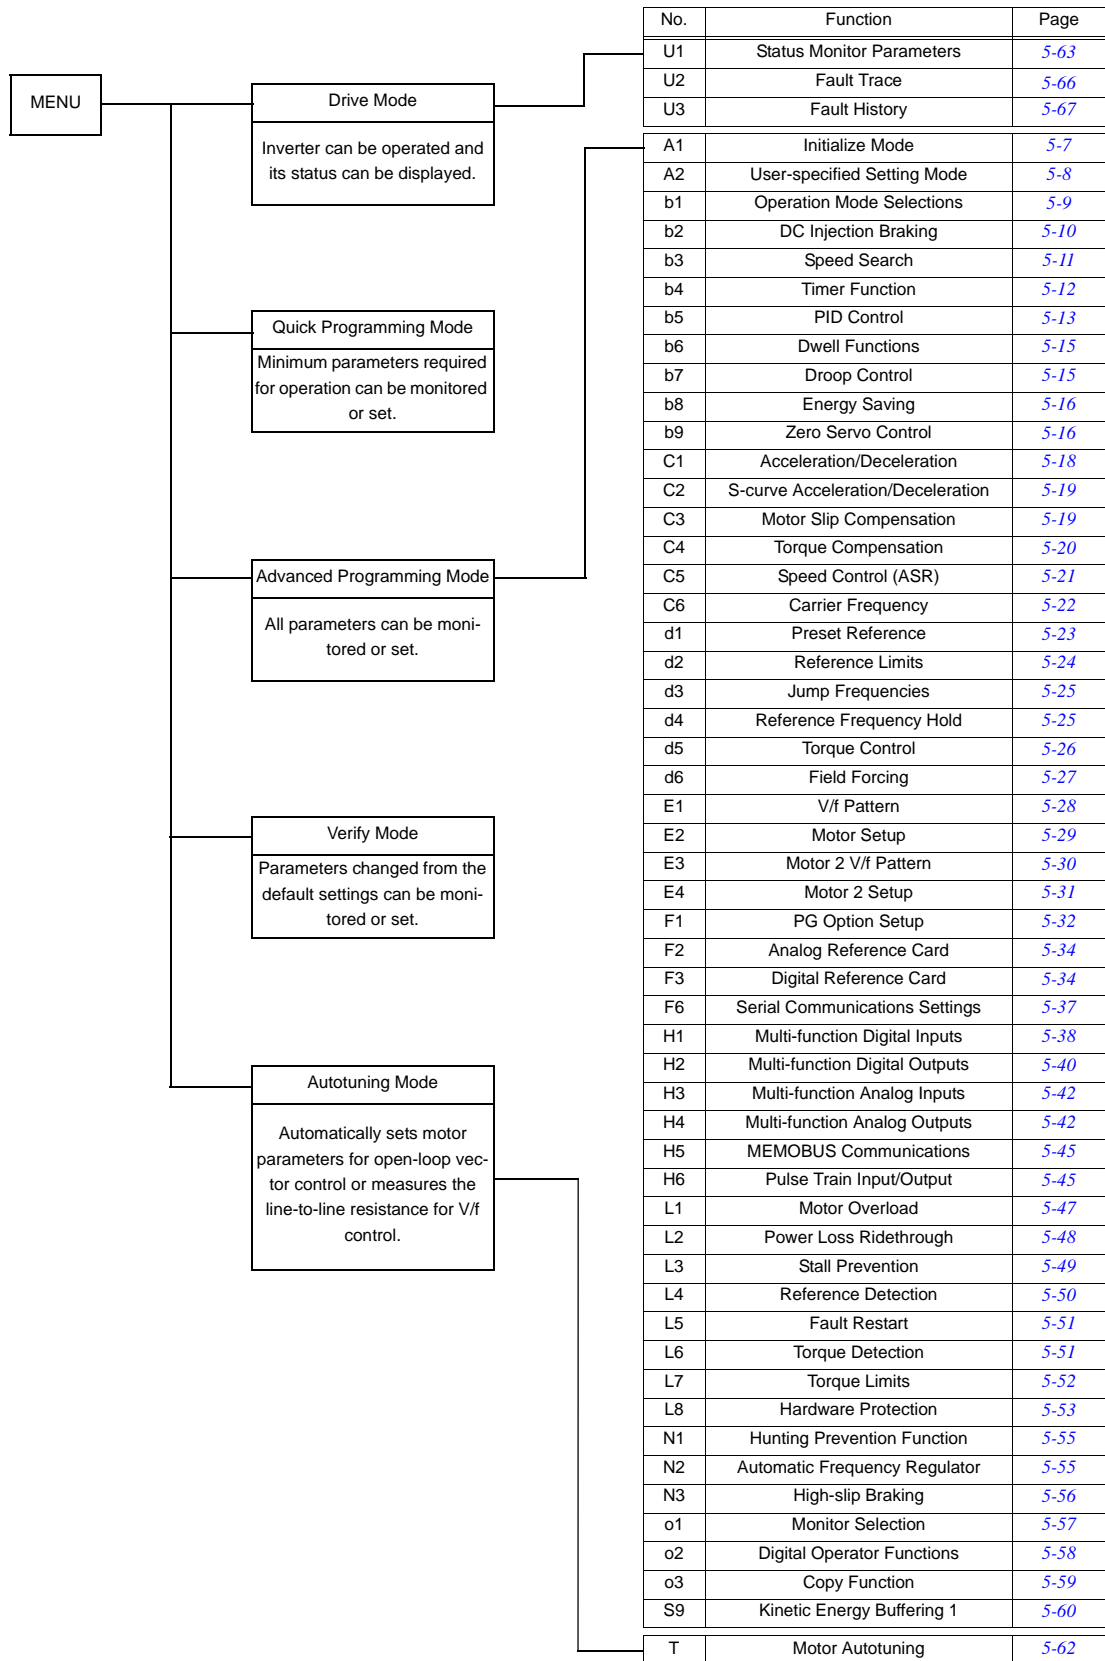 MENU
Drive Mode
Inverter can be operated and
its status can be displayed.
Quick Programming Mode
Minimum parameters required
for operation can be monitored
or set.
Advanced Programming Mode
All parameters can be moni-
tored or set.
Verify Mode
Parameters changed from the
default settings can be moni-
tored or set.
Autotuning Mode
Automatically sets motor
parameters for open-loop vec-
tor control or measures the
line-to-line resistance for V/f
control.
No. Function Page
U1 Status Monitor Parameters 5-63
U2 Fault Trace 5-66
U3 Fault History 5-67
A1 Initialize Mode 5-7
A2 User-specified Setting Mode 5-8
b1 Operation Mode Selections 5-9
b2 DC Injection Braking 5-10
b3 Speed Search 5-11
b4 Timer Function 5-12
b5 PID Control 5-13
b6 Dwell Functions 5-15
b7 Droop Control 5-15
b8 Energy Saving 5-16
b9 Zero Servo Control 5-16
C1 Acceleration/Deceleration 5-18
C2 S-curve Acceleration/Deceleration 5-19
C3 Motor Slip Compensation 5-19
C4 Torque Compensation 5-20
C5 Speed Control (ASR) 5-21
C6 Carrier Frequency 5-22
d1 Preset Reference 5-23
d2 Reference Limits 5-24
d3 Jump Frequencies 5-25
d4 Reference Frequency Hold 5-25
d5 Torque Control 5-26
d6 Field Forcing 5-27
E1 V/f Pattern 5-28
E2 Motor Setup 5-29
E3 Motor 2 V/f Pattern 5-30
E4 Motor 2 Setup 5-31
F1 PG Option Setup 5-32
F2 Analog Reference Card 5-34
F3 Digital Reference Card 5-34
F6 Serial Communications Settings 5-37
H1 Multi-function Digital Inputs 5-38
H2 Multi-function Digital Outputs 5-40
H3 Multi-function Analog Inputs 5-42
H4 Multi-function Analog Outputs 5-42
H5 MEMOBUS Communications 5-45
H6 Pulse Train Input/Output 5-45
L1 Motor Overload 5-47
L2 Power Loss Ridethrough 5-48
L3 Stall Prevention 5-49
L4 Reference Detection 5-50
L5 Fault Restart 5-51
L6 Torque Detection 5-51
L7 Torque Limits 5-52
L8 Hardware Protection 5-53
N1 Hunting Prevention Function 5-55
N2 Automatic Frequency Regulator 5-55
N3 High-slip Braking 5-56
o1 Monitor Selection 5-57
o2 Digital Operator Functions 5-58
o3 Copy Function 5-59
S9 Kinetic Energy Buffering 1 5-60
T Motor Autotuning 5-62